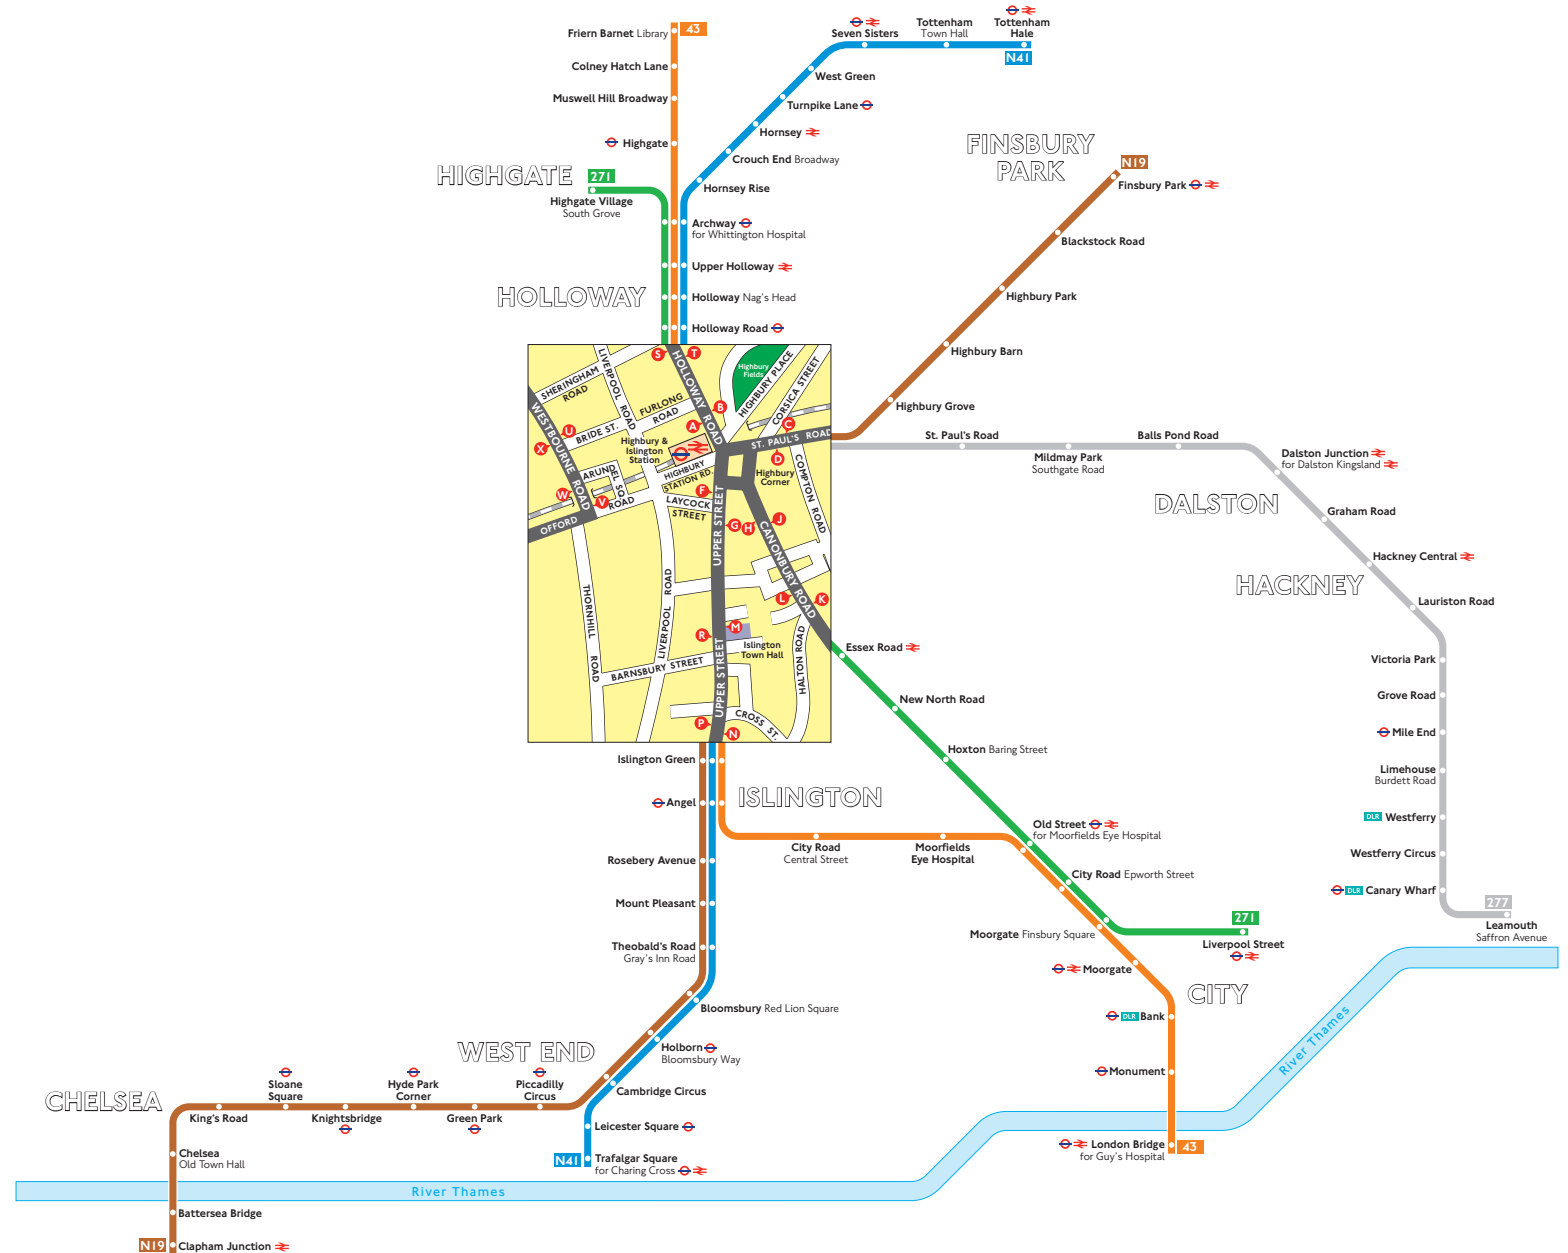 Friern Barnet Library
43
Colney Hatch Lane
Muswell Hill Broadway
Highgate
HIGHGATE
271
Highgate Village
South Grove
Seven Sisters
Tottenham
Town Hall
Tottenham
Hale
N41
West Green
Turnpike Lane
Hornsey
Crouch End Broadway
Hornsey Rise
Archway
for Whittington Hospital
Upper Holloway
HOLLOWAY
Holloway Nag's Head
Holloway Road
FINSBURY
PARK
N19
Finsbury Park
Blackstock Road
Highbury Park
Highbury Barn
Highbury Grove
St. Paul's Road
Mildmay Park
Southgate Road
Balls Pond Road
Dalston Junction
for Dalston Kingsland
DALSTON
Graham Road
Hackney Central
HACKNEY
Lauriston Road
Victoria Park
Grove Road
Mile End
Limehouse
Burdett Road
DLR Westferry
Westferry Circus
DLR Canary Wharf
277
Leamouth
Saffron Avenue
S
T
HOLLOWAY ROAD
LIVERPOOL ROAD
SHERINGHAM
ROAD
WESTBOURNE ROAD
Highbury
Fields
HIGHBURY PLACE
CORSICA STREET
FURLONG
ROAD
B
A
C
U
X
BRIDE ST.
Highbury &
Islington
Station
ST. PAUL'S ROAD
D
Highbury
Corner
ARUND
EL SQ.
HIGHBURY
STATION RD.
W
V
ROAD
OFFORD
F
LAYCOCK
STREET
COMPTON ROAD
G
H
J
UPPER STREET
CANONBURY ROAD
THORNHILL ROAD
LIVERPOOL ROAD
L
K
M
R
Islington
Town Hall
HALTON ROAD
BARNSBURY STREET
UPPER STREET
P
N
CROSS ST.
Essex Road
New North Road
Hoxton Baring Street
Islington Green
Angel
ISLINGTON
City Road
Central Street
Moorfields
Eye Hospital
Old Street
for Moorfields Eye Hospital
City Road Epworth Street
Rosebery Avenue
Mount Pleasant
Theobald's Road
Gray's Inn Road
Moorgate Finsbury Square
271
Liverpool Street
Moorgate
CITY
DLR Bank
Monument
London Bridge
for Guy's Hospital
43
Bloomsbury Red Lion Square
Holborn
Bloomsbury Way
WEST END
Cambridge Circus
Leicester Square
N41
Trafalgar Square
for Charing Cross
Piccadilly
Circus
Green Park
Hyde Park
Corner
Knightsbridge
Sloane
Square
King's Road
CHELSEA
Chelsea
Old Town Hall
River Thames
River Thames
Battersea Bridge
N19
Clapham Junction